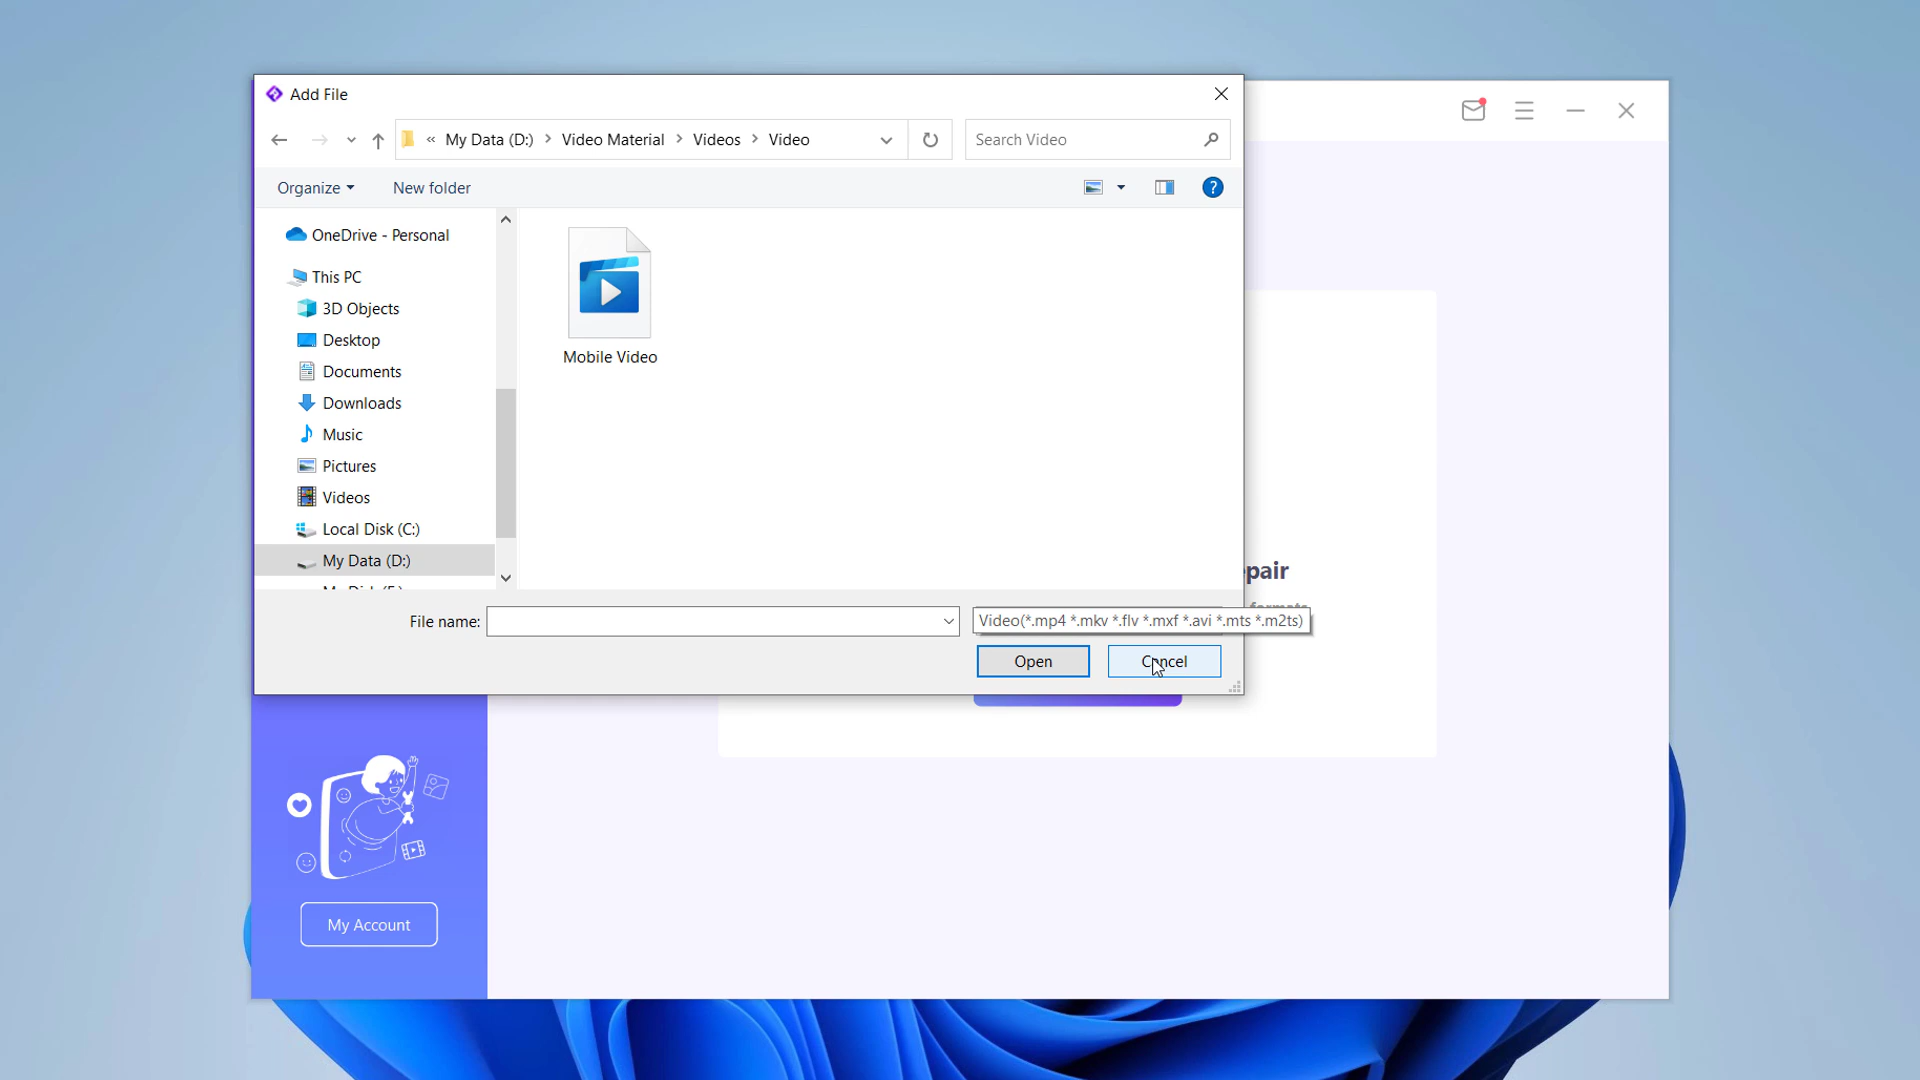 Add File
« My Data (D:) > Video Material > Videos > Video
Search Video
Organize
New folder
?
OneDrive - Personal
This PC
3D Objects
Desktop
Documents
Downloads
Music
Pictures
Videos
Local Disk (C:)
My Data (D:)
Mobile Video
pair
File name:
Video(*.mp4 *.mkv *.flv *.mxf *.avi *.mts *.m2ts)
Open
Cancel
My Account